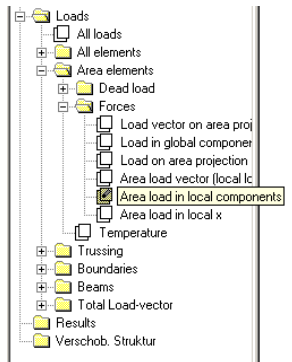 Loads
All loads
All elements
Area elements
Dead load
Forces
Load vector on area proj
Load in global componer
Load on area projection
Area load vector (local lo
Area load in local components
Area load in local x
Temperature
Trussing
Boundaries
Beams
Total Load-vector
Results
Verschob. Struktur